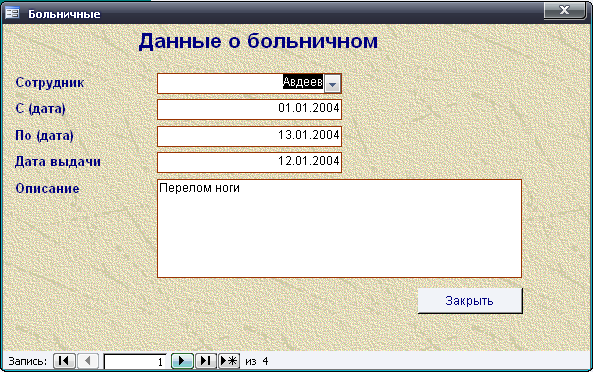 Больничные
Данные о больничном
Сотрудник Авдеев
С (дата) 01.01.2004
По (дата) 13.01.2004
Дата выдачи 12.01.2004
Описание Перелом ноги
Закрыть
Запись: 1 из 4